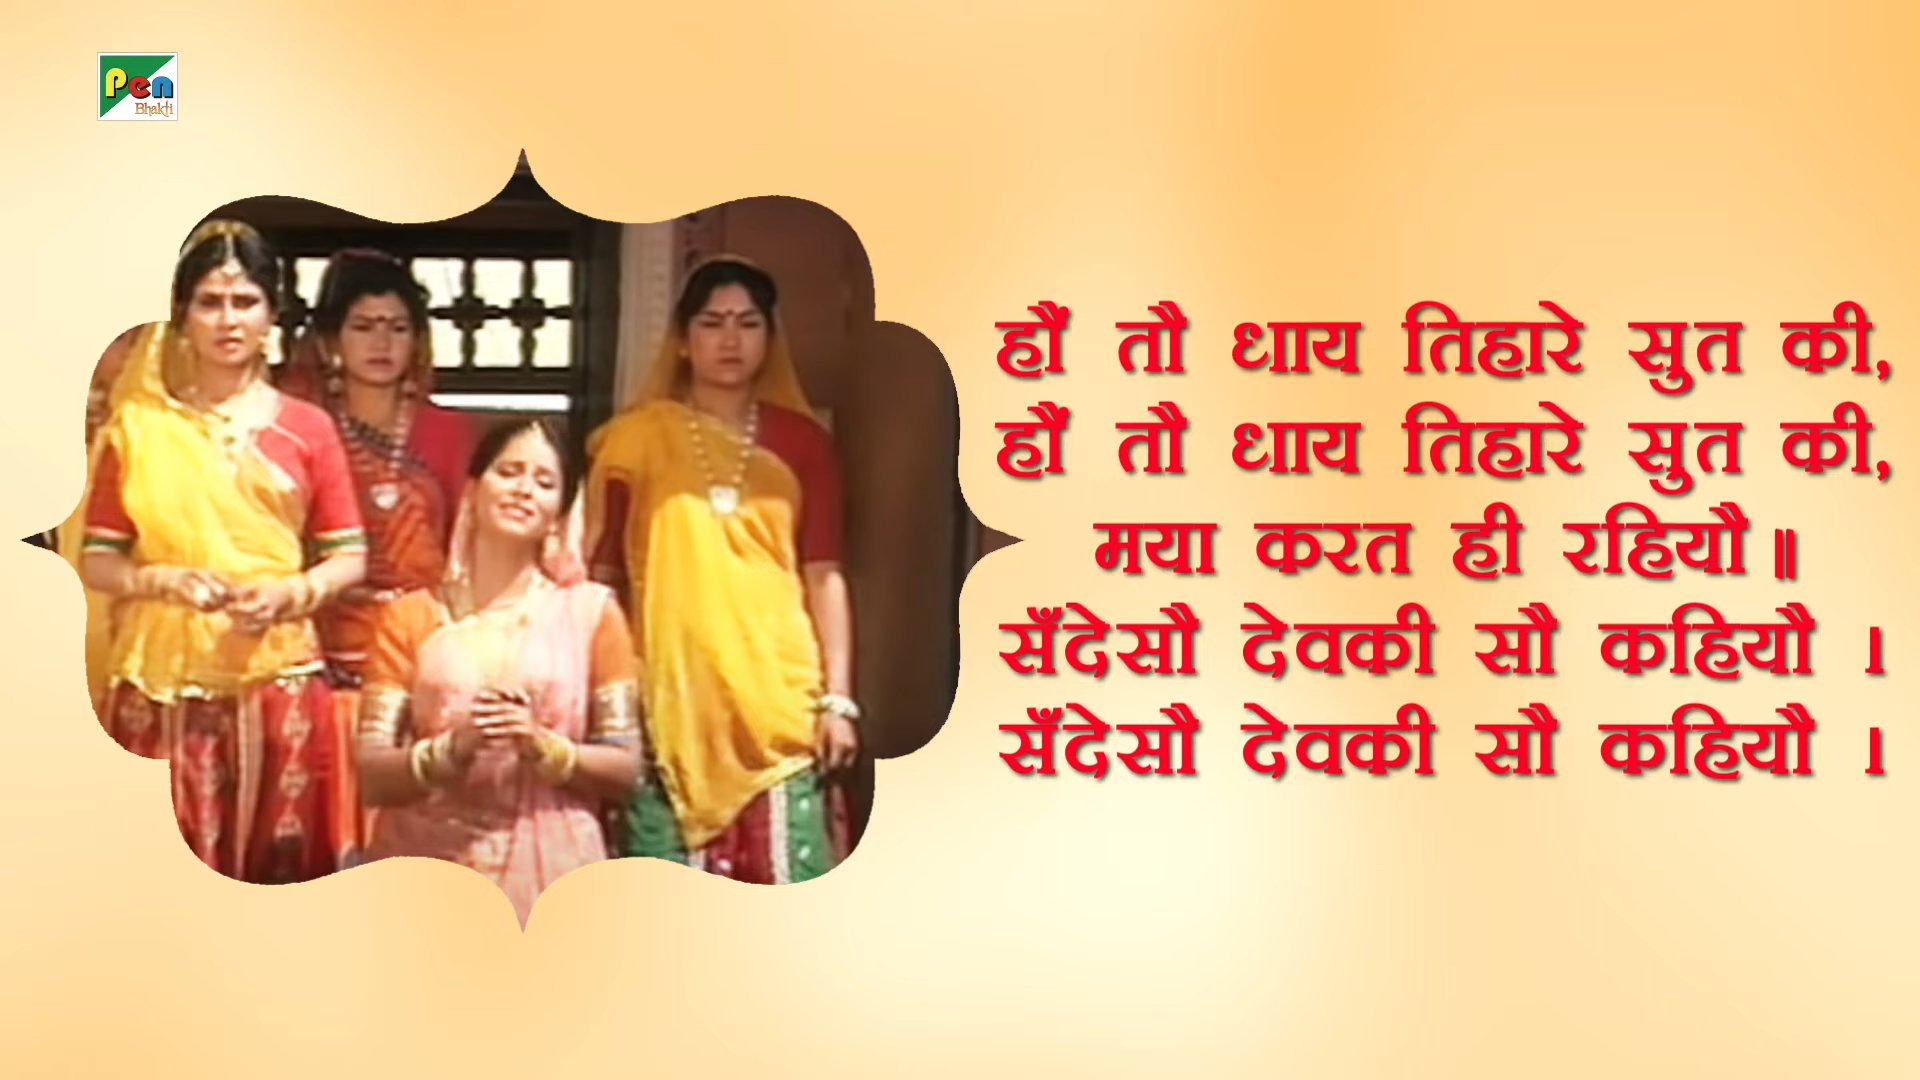 Pen
Bhakti
हौं तौ धाय तिहारे सुत की,
हौं तौ धाय तिहारे सुत की,
मया करत ही रहियौ॥
सँदेसौ देवकी सौ कहियौ ।
सँदेसौ देवकी सौ कहियौ ।